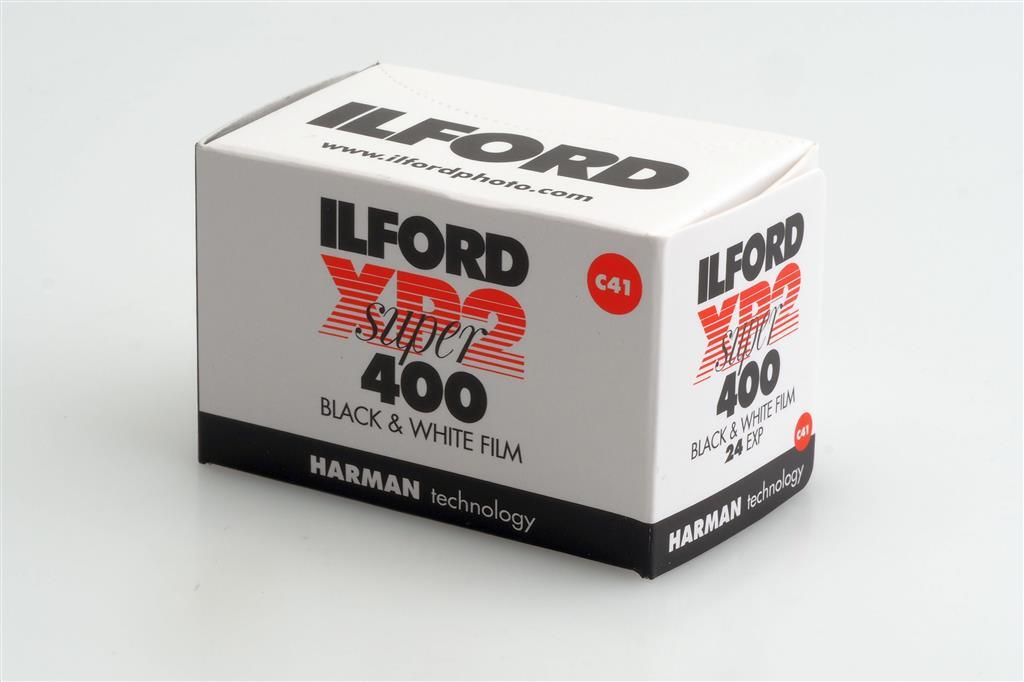 ILFORD
www.ilfordphoto.com
ILFORD
XP2
super
400
BLACK & WHITE FILM
C41
HARMAN technology
ILFORD
XP2
super
400
BLACK & WHITE FILM
24 EXP
C41
HARMAN technology